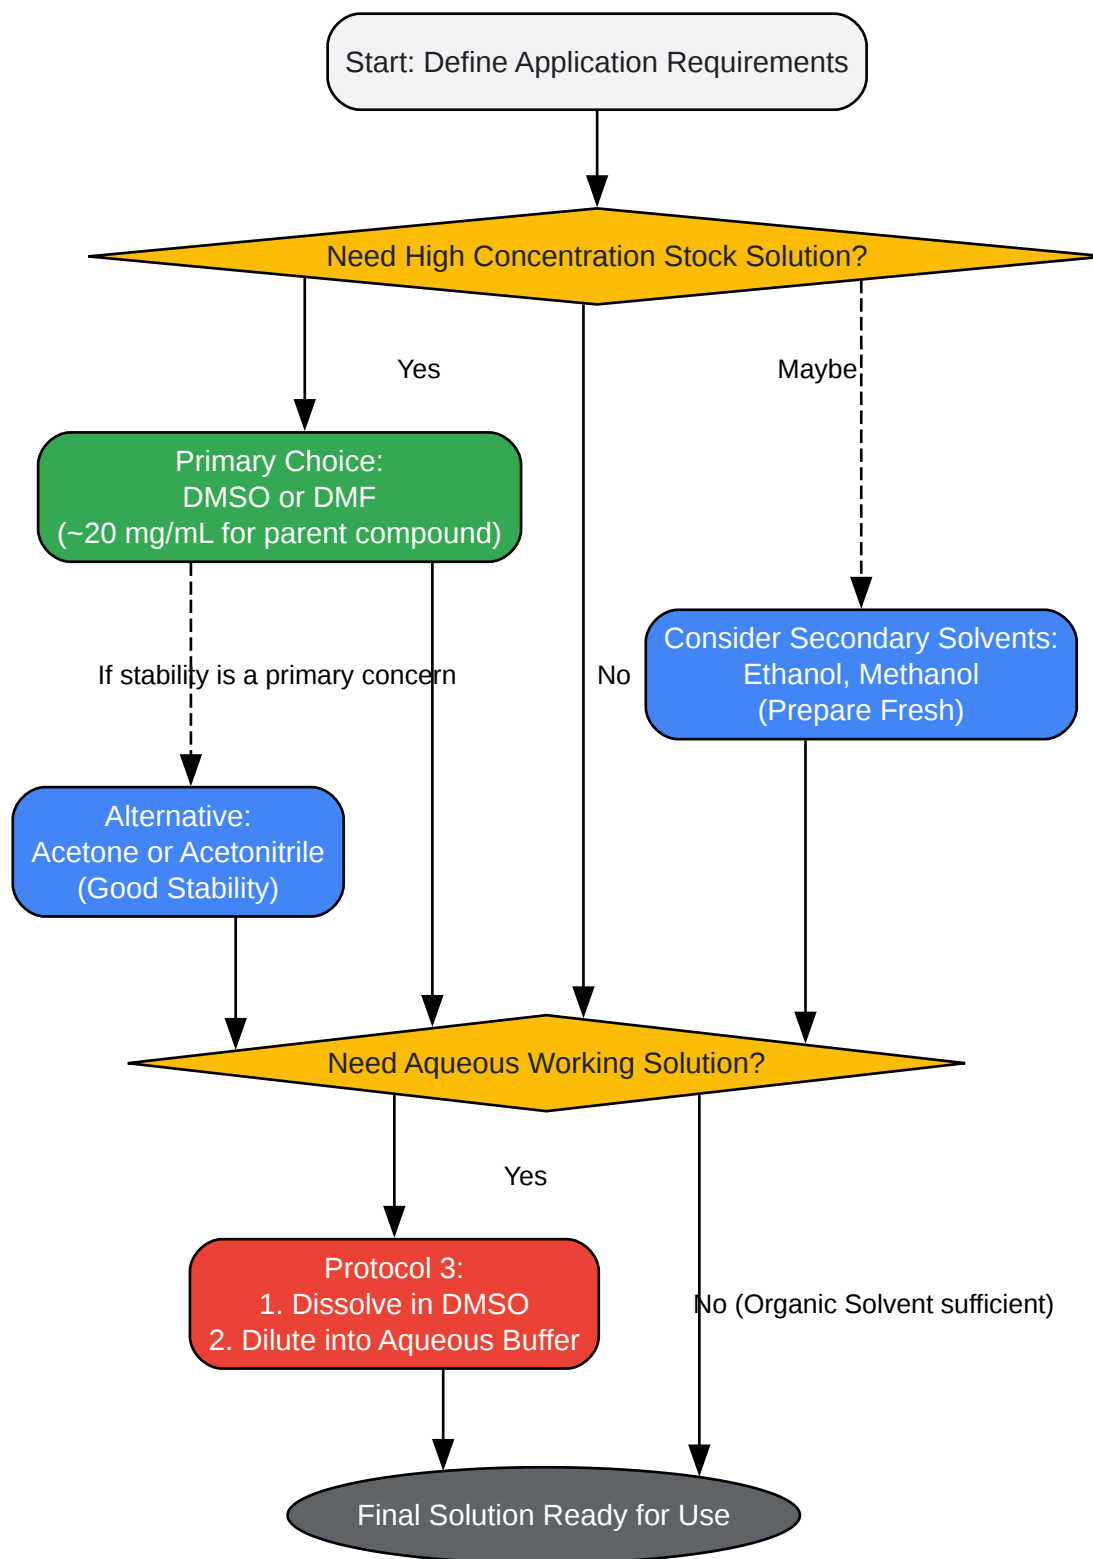 Start: Define Application Requirements
Need High Concentration Stock Solution?
Yes
Maybe
Primary Choice:
DMSO or DMF
(~20 mg/mL for parent compound)
If stability is a primary concern
No
Consider Secondary Solvents:
Ethanol, Methanol
(Prepare Fresh)
Alternative:
Acetone or Acetonitrile
(Good Stability)
Need Aqueous Working Solution?
Yes
Protocol 3:
1. Dissolve in DMSO
2. Dilute into Aqueous Buffer
No (Organic Solvent sufficient)
Final Solution Ready for Use